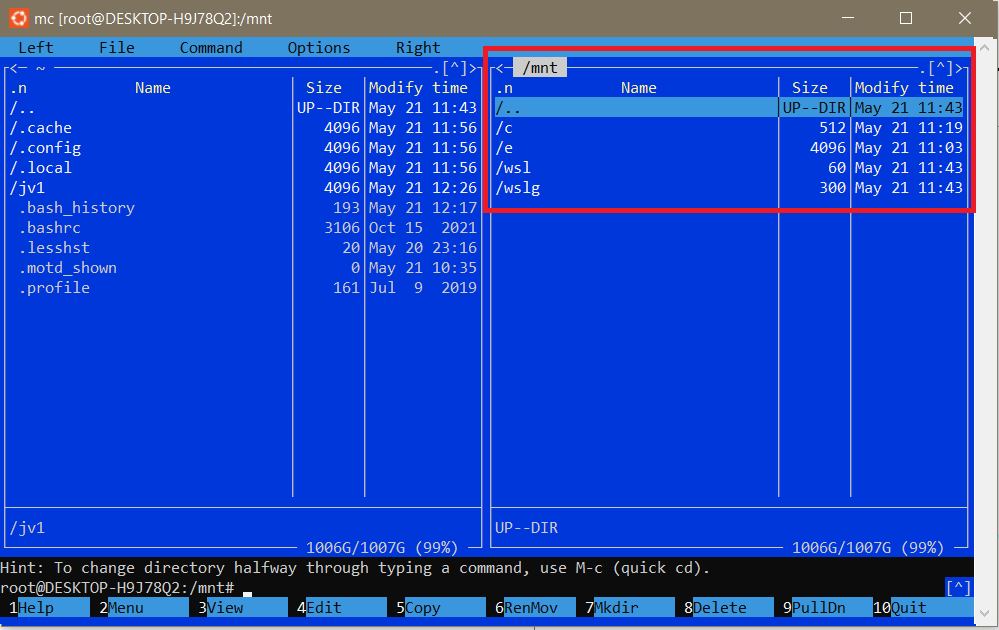 mc [root@DESKTOP-H9J78Q2]:/mnt
Left File Command Options Right
<─ ~ ─.[^]> <─ /mnt ─.[^]>
.n Name Size Modify time .n Name Size Modify time
/.. UP--DIR May 21 11:43 /.. UP--DIR May 21 11:43
/.cache 4096 May 21 11:56 /c 512 May 21 11:19
/.config 4096 May 21 11:56 /e 4096 May 21 11:03
/.local 4096 May 21 11:56 /wsl 60 May 21 11:43
/jv1 4096 May 21 12:26 /wslg 300 May 21 11:43
.bash_history 193 May 21 12:17
.bashrc 3106 Oct 15 2021
.lesshst 20 May 20 23:16
.motd_shown 0 May 21 10:35
.profile 161 Jul 9 2019
/jv1 UP--DIR
1006G/1007G (99%) 1006G/1007G (99%)
Hint: To change directory halfway through typing a command, use M-c (quick cd).
root@DESKTOP-H9J78Q2:/mnt# [^]
1Help 2Menu 3View 4Edit 5Copy 6RenMov 7Mkdir 8Delete 9PullDn 10Quit